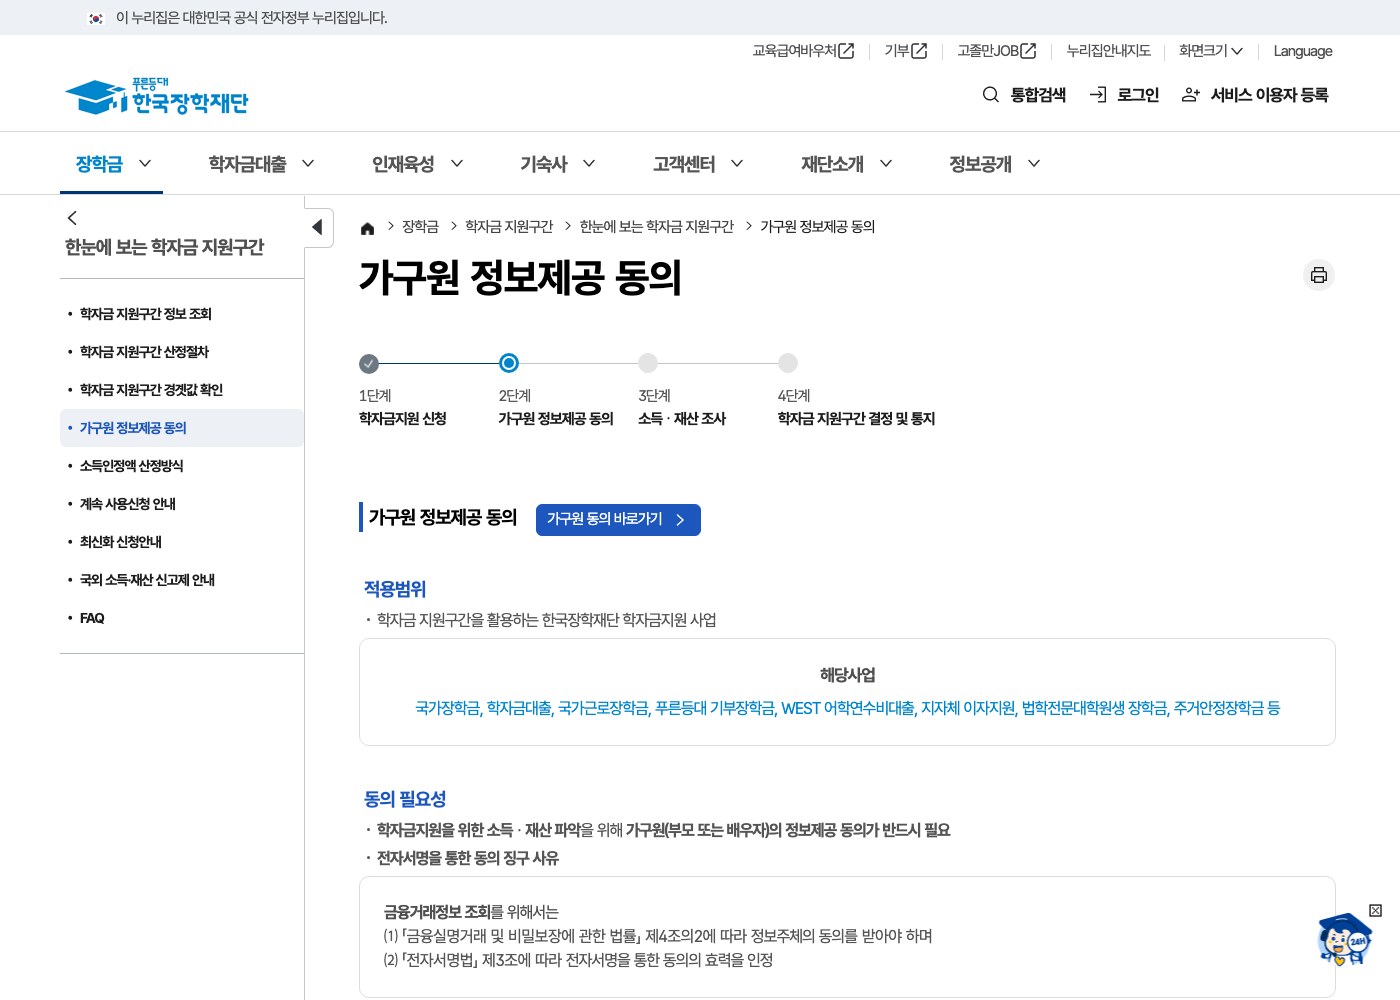 이 누리집은 대한민국 공식 전자정부 누리집입니다.
교육급여바우처 기부 고졸만JOB 누리집안내지도 화면크기 Language
푸른등대
한국장학재단
통합검색 로그인 서비스 이용자 등록
장학금 학자금대출 인재육성 기숙사 고객센터 재단소개 정보공개
한눈에 보는 학자금 지원구간
• 학자금 지원구간 정보 조회
• 학자금 지원구간 산정절차
• 학자금 지원구간 경곗값 확인
• 가구원 정보제공 동의
• 소득인정액 산정방식
• 계속 사용신청 안내
• 최신화 신청안내
• 국외 소득·재산 신고제 안내
• FAQ
> 장학금 > 학자금 지원구간 > 한눈에 보는 학자금 지원구간 > 가구원 정보제공 동의
가구원 정보제공 동의
1단계 2단계 3단계 4단계
학자금지원 신청 가구원 정보제공 동의 소득 · 재산 조사 학자금 지원구간 결정 및 통지
가구원 정보제공 동의 가구원 동의 바로가기 >
적용범위
· 학자금 지원구간을 활용하는 한국장학재단 학자금지원 사업
해당사업
국가장학금, 학자금대출, 국가근로장학금, 푸른등대 기부장학금, WEST 어학연수비대출, 지자체 이자지원, 법학전문대학원생 장학금, 주거안정장학금 등
동의 필요성
· 학자금지원을 위한 소득 · 재산 파악을 위해 가구원(부모 또는 배우자)의 정보제공 동의가 반드시 필요
· 전자서명을 통한 동의 징구 사유
금융거래정보 조회를 위해서는
⑴ ｢금융실명거래 및 비밀보장에 관한 법률｣ 제4조의2에 따라 정보주체의 동의를 받아야 하며
⑵ ｢전자서명법｣ 제3조에 따라 전자서명을 통한 동의의 효력을 인정
24H